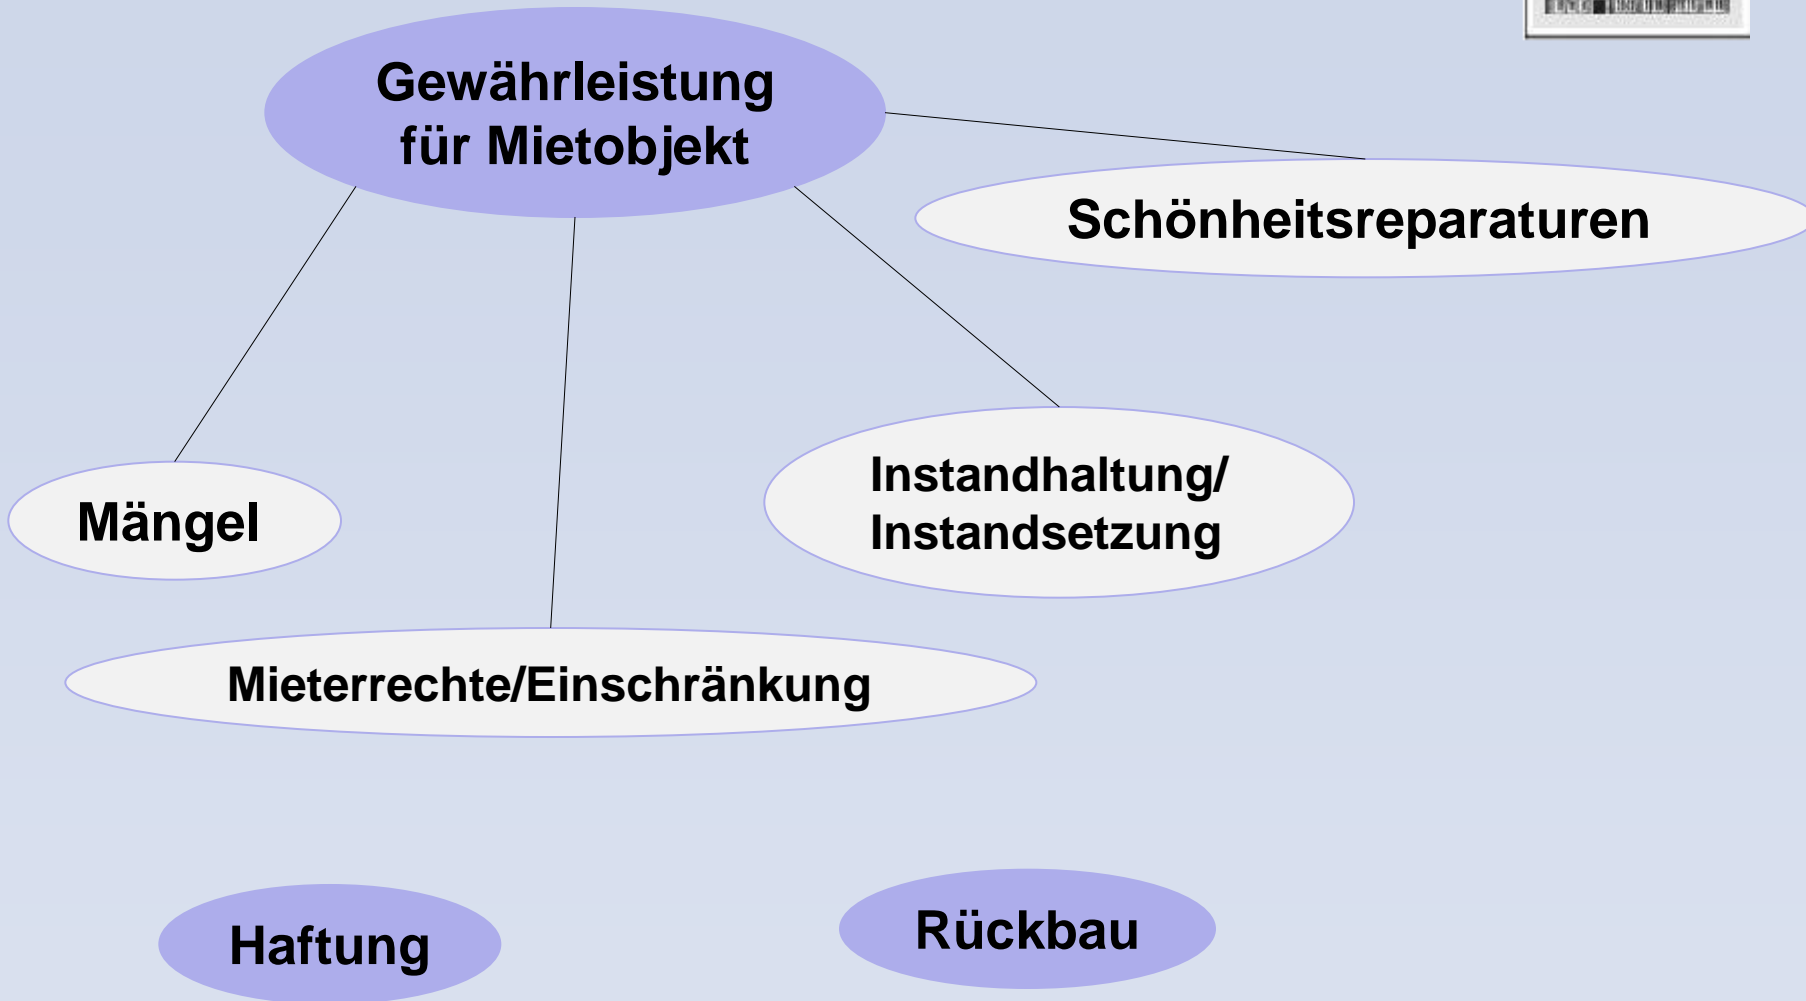 Gewährleistung
für Mietobjekt
Schönheitsreparaturen
Mängel
Instandhaltung/
Instandsetzung
Mieterrechte/Einschränkung
Haftung
Rückbau